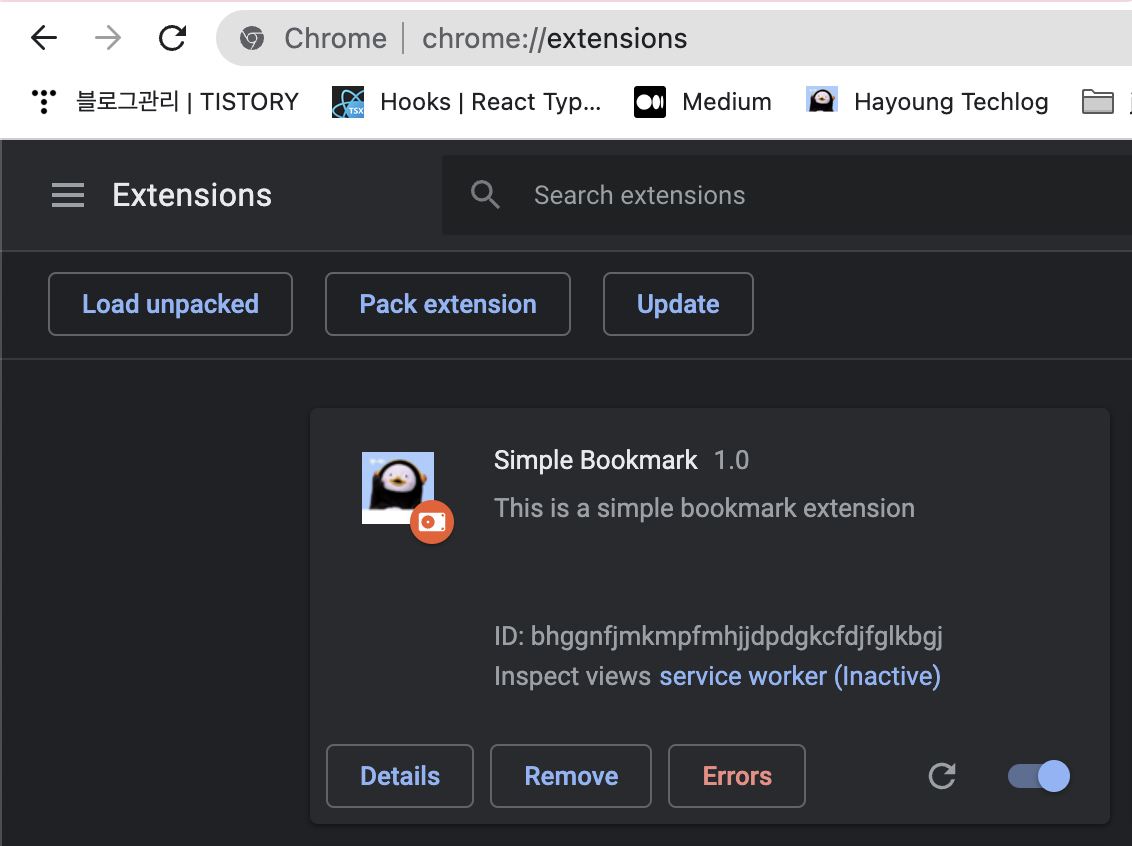 Chrome | chrome://extensions
블로그관리 | TISTORY Hooks | React Typ... Medium Hayoung Techlog
Extensions Search extensions
Load unpacked Pack extension Update
Simple Bookmark 1.0
This is a simple bookmark extension
ID: bhggnfjmkmpfmhjjdpdgkcfdjfglkbgj
Inspect views service worker (Inactive)
Details Remove Errors